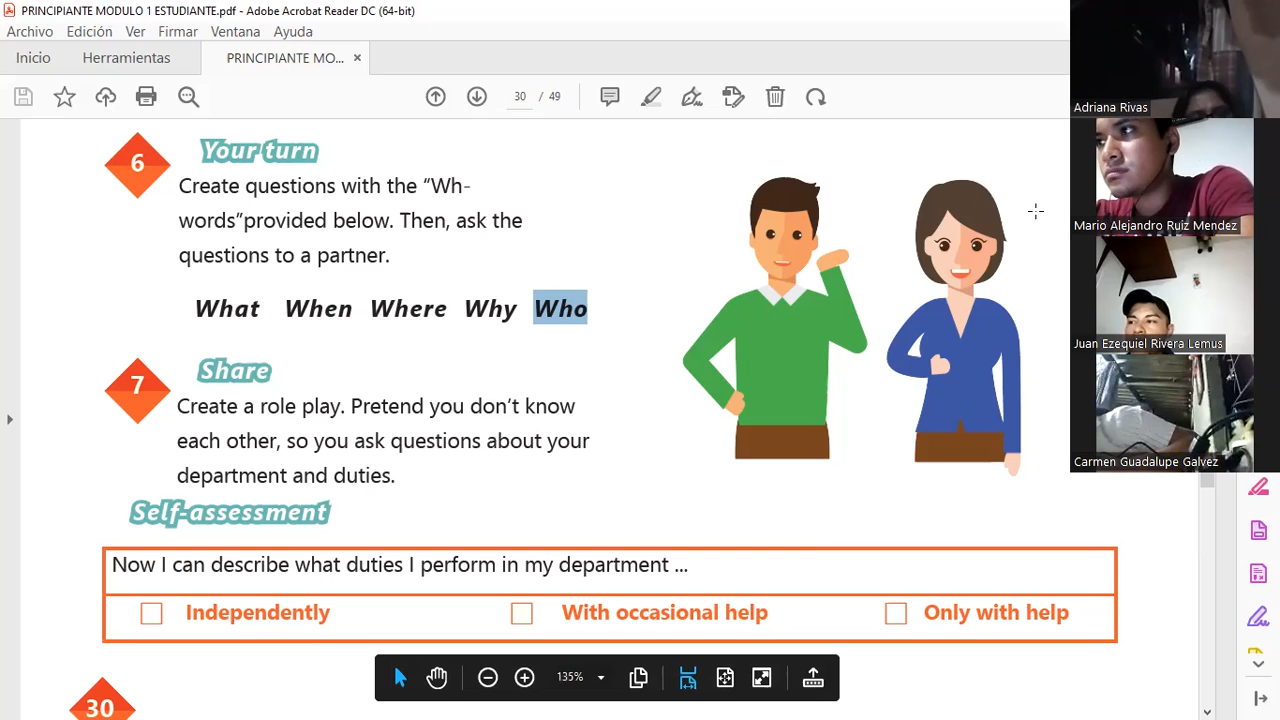 PRINCIPIANTE MODULO 1 ESTUDIANTE.pdf - Adobe Acrobat Reader DC (64-bit)
Archivo Edición Ver Firmar Ventana Ayuda
Inicio Herramientas PRINCIPIANTE MO... ×
30 / 49
6 Your turn
Create questions with the “Wh-
words”provided below. Then, ask the
questions to a partner.
What When Where Why Who
7 Share
Create a role play. Pretend you don’t know
each other, so you ask questions about your
department and duties.
Self-assessment
Now I can describe what duties I perform in my department ...
Independently With occasional help Only with help
30
135%
Adriana Rivas
Mario Alejandro Ruiz Mendez
Juan Ezequiel Rivera Lemus
Carmen Guadalupe Galvez